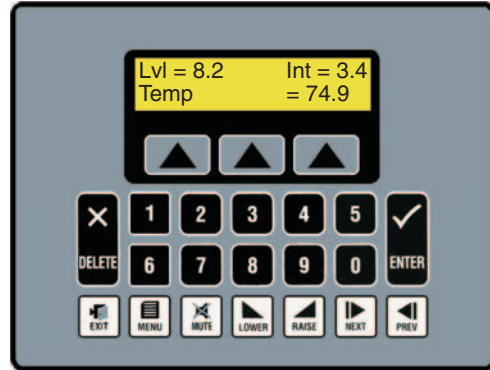 Lvl = 8.2 Int = 3.4
Temp = 74.9
1 2 3 4 5
DELETE 6 7 8 9 0 ENTER
EXIT MENU MUTE LOWER RAISE NEXT PREV